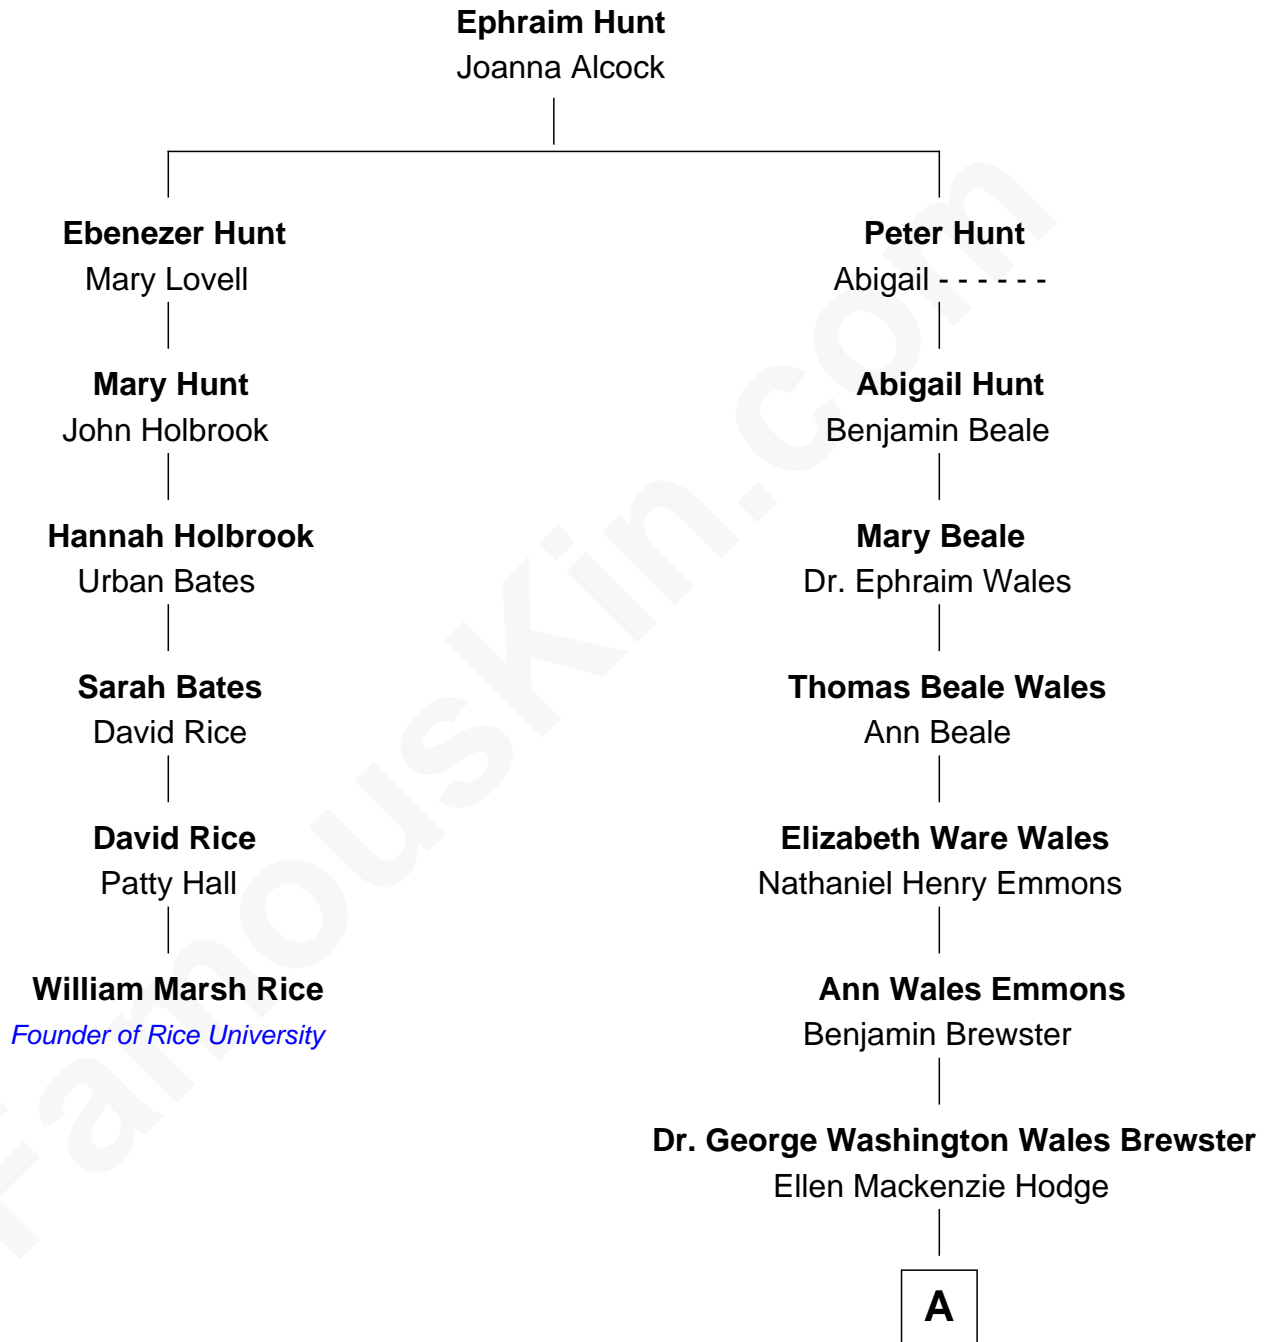 Ephraim Hunt
Joanna Alcock
Ebenezer Hunt
Mary Lovell
Peter Hunt
Abigail - - - - - -
Mary Hunt
John Holbrook
Abigail Hunt
Benjamin Beale
Hannah Holbrook
Urban Bates
Mary Beale
Dr. Ephraim Wales
Sarah Bates
David Rice
Thomas Beale Wales
Ann Beale
David Rice
Patty Hall
Elizabeth Ware Wales
Nathaniel Henry Emmons
William Marsh Rice
Founder of Rice University
Ann Wales Emmons
Benjamin Brewster
Dr. George Washington Wales Brewster
Ellen Mackenzie Hodge
A
FamousKin.com